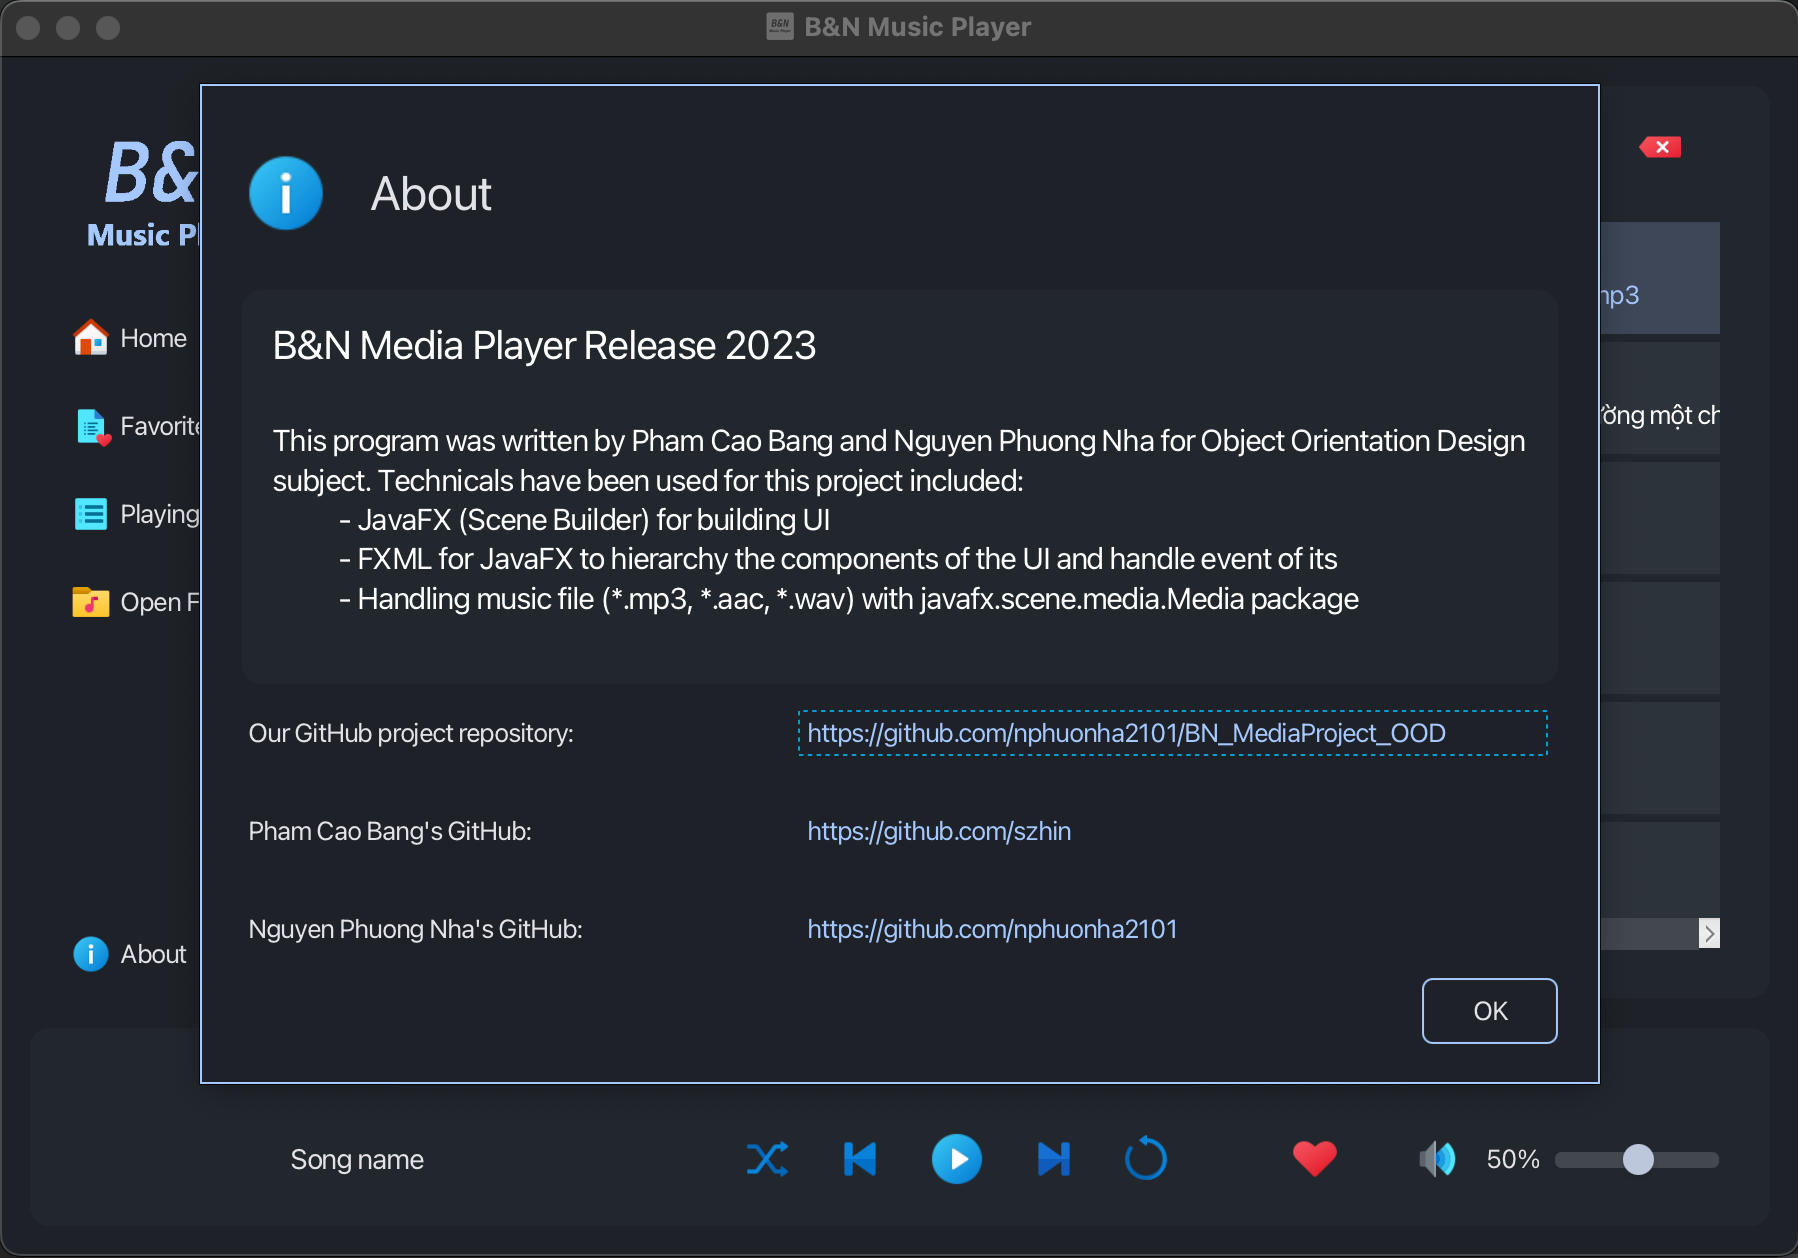 B&N Music Player
B&
Music Pl
Home
Favorite
Playing
Open F
About
About
B&N Media Player Release 2023
This program was written by Pham Cao Bang and Nguyen Phuong Nha for Object Orientation Design
subject. Technicals have been used for this project included:
- JavaFX (Scene Builder) for building UI
- FXML for JavaFX to hierarchy the components of the UI and handle event of its
- Handling music file (*.mp3, *.aac, *.wav) with javafx.scene.media.Media package
Our GitHub project repository: https://github.com/nphuonha2101/BN_MediaProject_OOD
Pham Cao Bang's GitHub: https://github.com/szhin
Nguyen Phuong Nha's GitHub: https://github.com/nphuonha2101
OK
mp3
ường một ch
Song name
50%